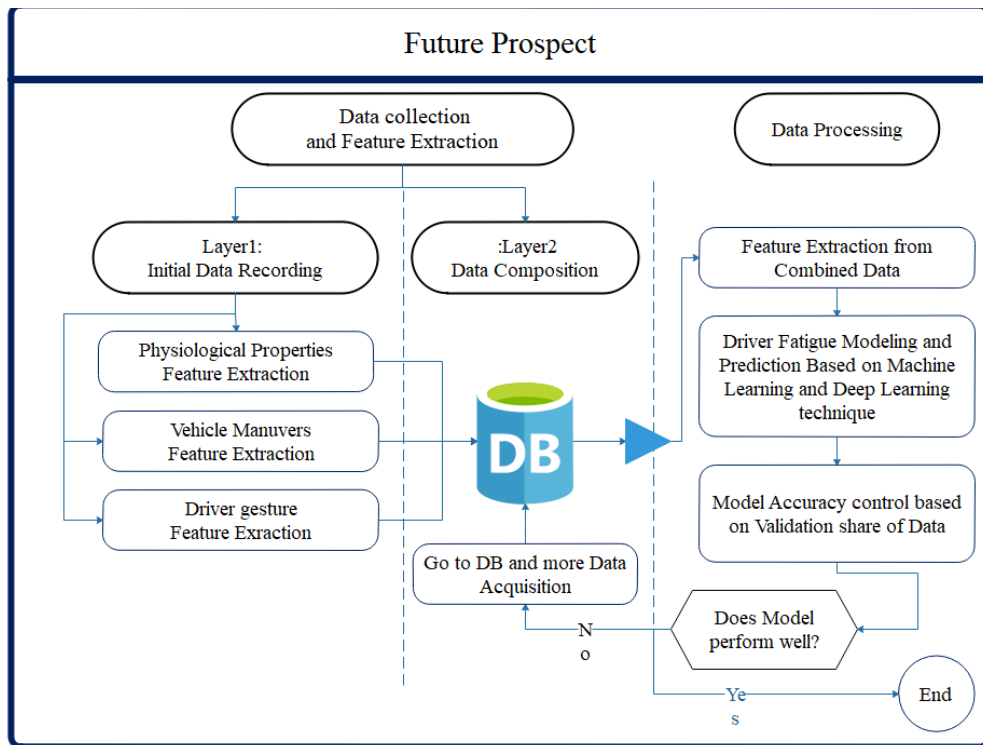 Future Prospect
Data collection
and Feature Extraction
Data Processing
Layer1:
Initial Data Recording
:Layer2
Data Composition
Feature Extraction from
Combined Data
Physiological Properties
Feature Extraction
Driver Fatigue Modeling and
Prediction Based on Machine
Learning and Deep Learning
technique
Vehicle Manuvers
Feature Extraction
DB
Driver gesture
Feature Exraction
Model Accuracy control based
on Validation share of Data
Go to DB and more Data
Acquisition
Does Model
perform well?
N
o
Ye
s
End